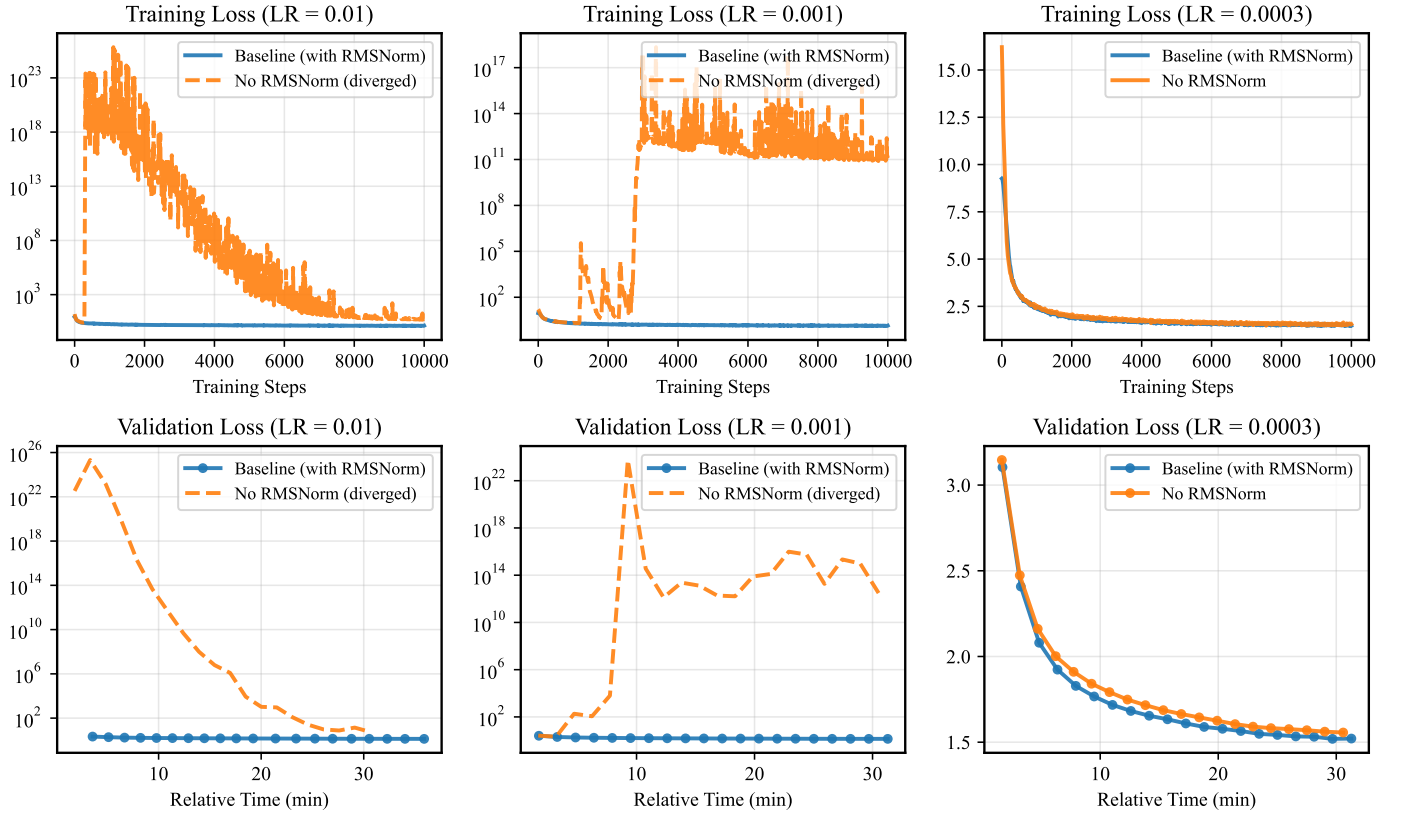 Training Loss (LR = 0.01)
Baseline (with RMSNorm)
No RMSNorm (diverged)
10^23
10^18
10^13
10^8
10^3
0 2000 4000 6000 8000 10000
Training Steps
Training Loss (LR = 0.001)
Baseline (with RMSNorm)
No RMSNorm (diverged)
10^17
10^14
10^11
10^8
10^5
10^2
0 2000 4000 6000 8000 10000
Training Steps
Training Loss (LR = 0.0003)
Baseline (with RMSNorm)
No RMSNorm
15.0
12.5
10.0
7.5
5.0
2.5
0 2000 4000 6000 8000 10000
Training Steps
Validation Loss (LR = 0.01)
Baseline (with RMSNorm)
No RMSNorm (diverged)
10^26
10^22
10^18
10^14
10^10
10^6
10^2
10 20 30
Relative Time (min)
Validation Loss (LR = 0.001)
Baseline (with RMSNorm)
No RMSNorm (diverged)
10^22
10^18
10^14
10^10
10^6
10^2
10 20 30
Relative Time (min)
Validation Loss (LR = 0.0003)
Baseline (with RMSNorm)
No RMSNorm
3.0
2.5
2.0
1.5
10 20 30
Relative Time (min)